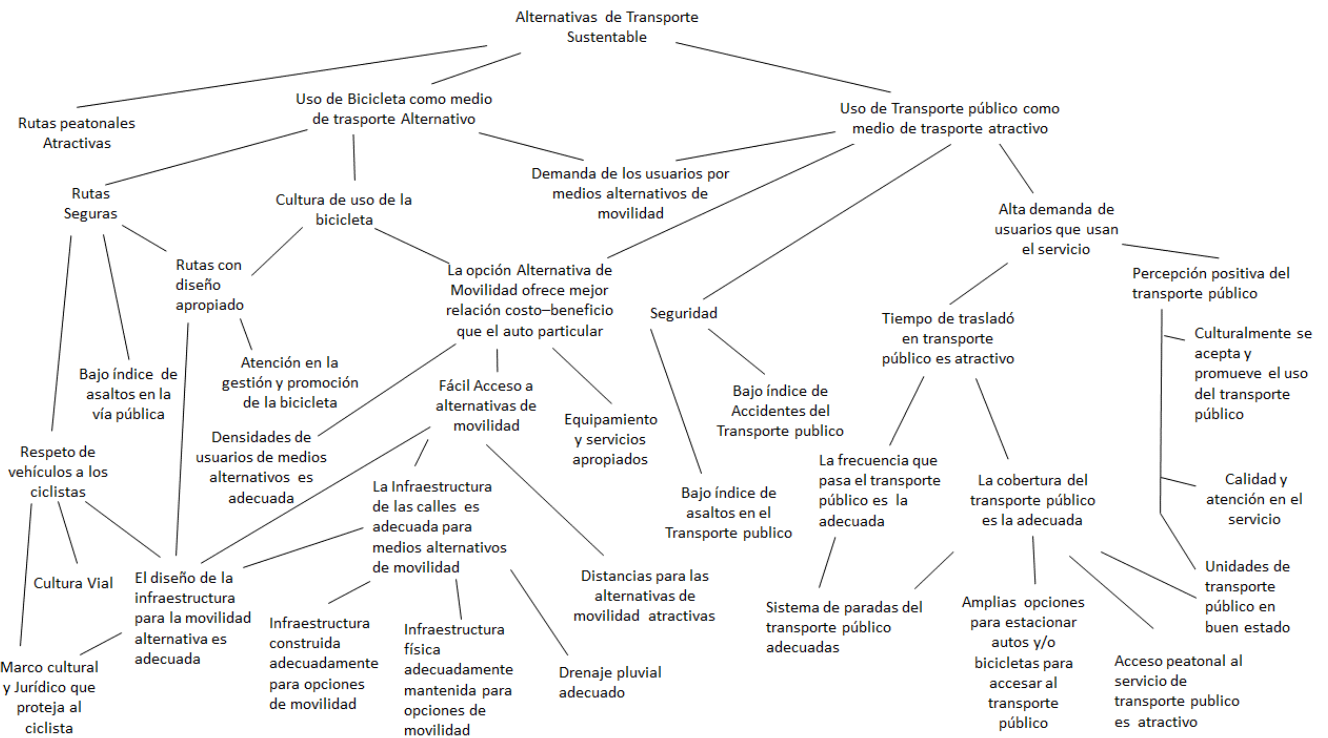 Alternativas de Transporte
Sustentable
Rutas peatonales
Atractivas
Uso de Bicicleta como medio
de trasporte Alternativo
Uso de Transporte público como
medio de trasporte atractivo
Rutas
Seguras
Cultura de uso de la
bicicleta
Demanda de los usuarios por
medios alternativos de
movilidad
Alta demanda de
usuarios que usan
el servicio
Rutas con
diseño
apropiado
La opción Alternativa de
Movilidad ofrece mejor
relación costo–beneficio
que el auto particular
Seguridad
Tiempo de trasladó
en transporte
público es atractivo
Percepción positiva del
transporte público
Culturalmente se
acepta y
promueve el uso
del transporte
público
Bajo índice de
asaltos en la
vía pública
Atención en la
gestión y promoción
de la bicicleta
Fácil Acceso a
alternativas de
movilidad
Equipamiento
y servicios
apropiados
Bajo índice de
Accidentes del
Transporte publico
Respeto de
vehículos a los
ciclistas
Densidades de
usuarios de medios
alternativos es
adecuada
La Infraestructura
de las calles es
adecuada para
medios alternativos
de movilidad
Bajo índice de
asaltos en el
Transporte publico
La frecuencia que
pasa el transporte
público es la
adecuada
La cobertura del
transporte público
es la adecuada
Calidad y
atención en el
servicio
Cultura Vial
El diseño de la
infraestructura
para la movilidad
alternativa es
adecuada
Distancias para las
alternativas de
movilidad atractivas
Unidades de
transporte
público en
buen estado
Marco cultural
y Jurídico que
proteja al
ciclista
Infraestructura
construida
adecuadamente
para opciones
de movilidad
Infraestructura
física
adecuadamente
mantenida para
opciones de
movilidad
Drenaje pluvial
adecuado
Sistema de paradas del
transporte público
adecuadas
Amplias opciones
para estacionar
autos y/o
bicicletas para
accesar al
transporte
público
Acceso peatonal al
servicio de
transporte publico
es atractivo